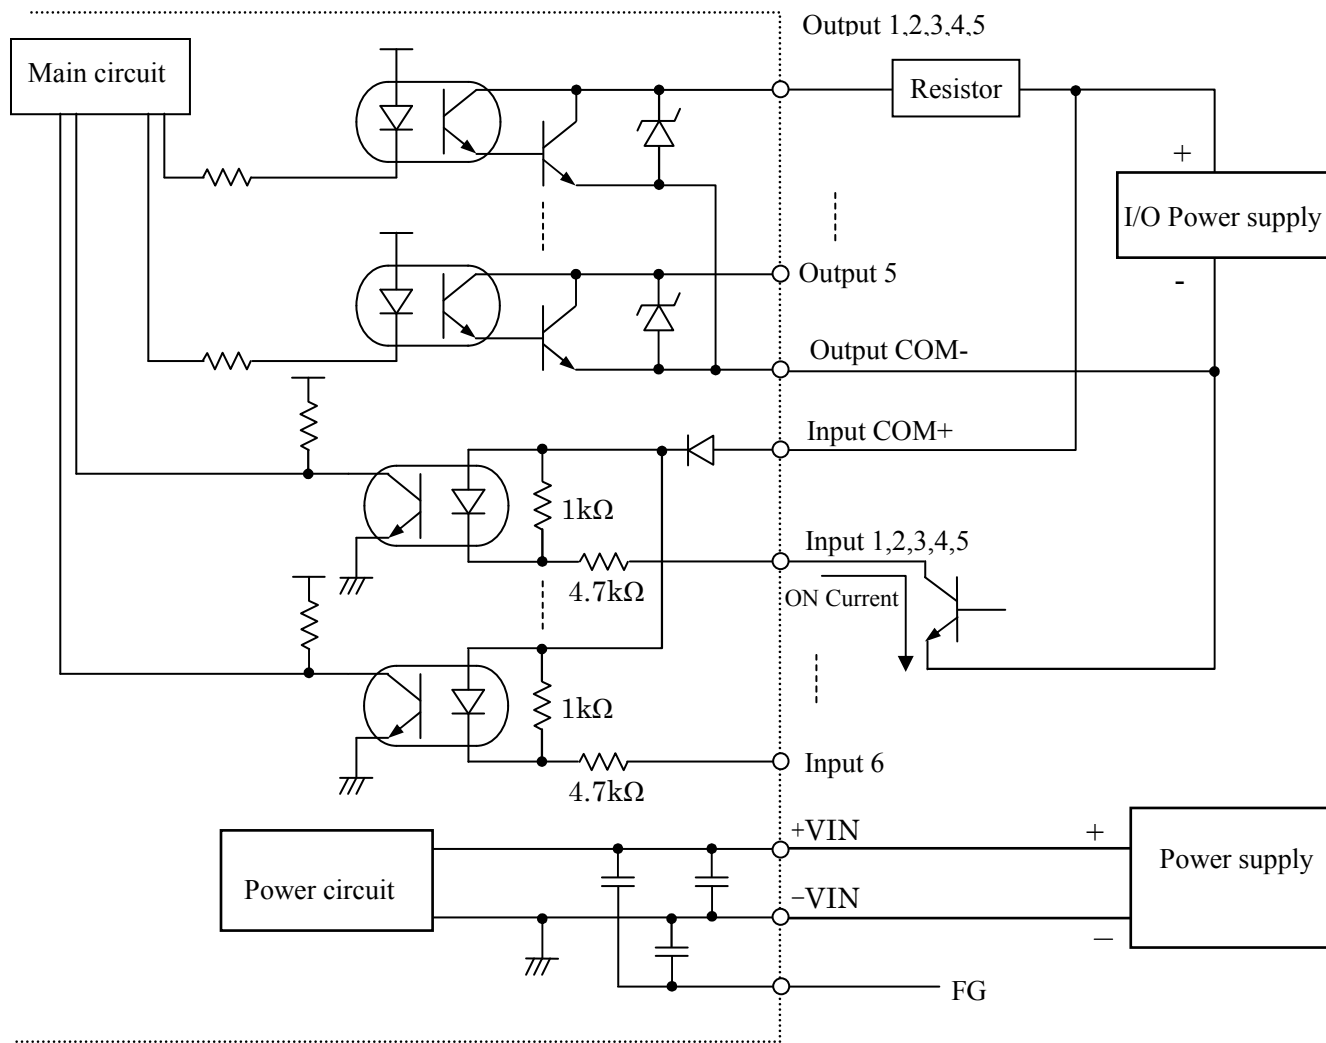 Output 1,2,3,4,5
Main circuit
Resistor
+
I/O Power supply
-
Output 5
Output COM-
Input COM+
1kΩ
4.7kΩ
Input 1,2,3,4,5
ON Current
1kΩ
4.7kΩ
Input 6
+VIN
+
Power circuit
Power supply
−VIN
−
FG